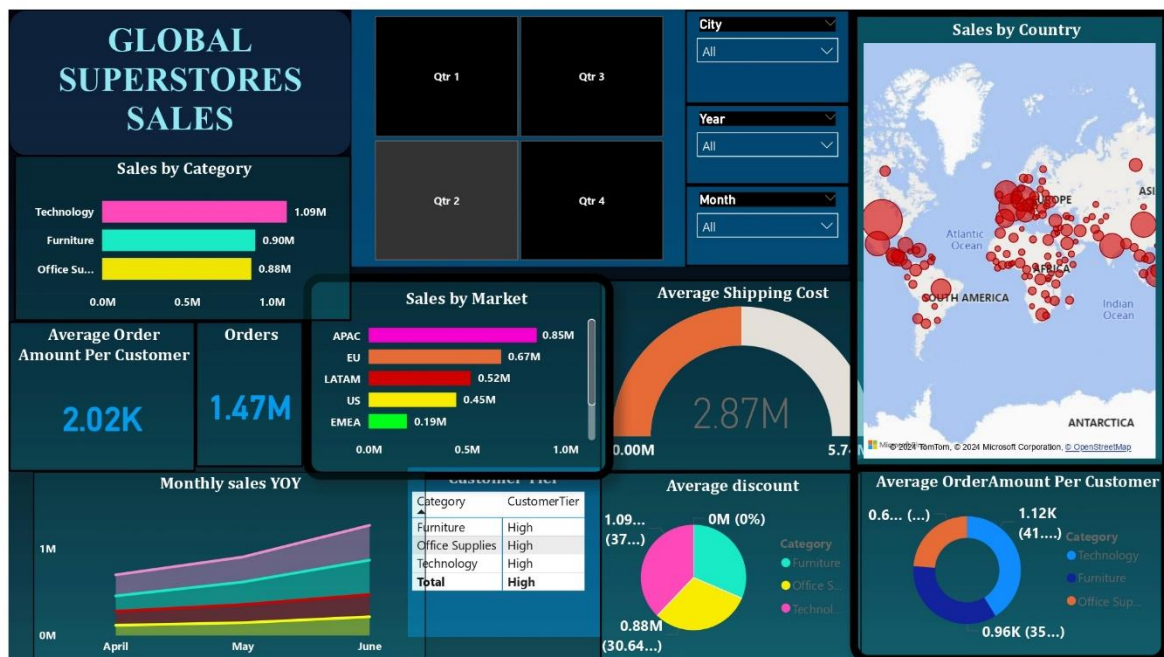 GLOBAL
SUPERSTORES
SALES
Qtr 1
Qtr 3
Qtr 2
Qtr 4
City
All
Year
All
Month
All
Sales by Country
EUROPE
ASI
Atlantic
Ocean
AFRICA
SOUTH AMERICA
Indian
Ocean
ANTARCTICA
© 2024 TomTom, © 2024 Microsoft Corporation, © OpenStreetMap
Sales by Category
Technology
1.09M
Furniture
0.90M
Office Su...
0.88M
0.0M
0.5M
1.0M
Average Order
Amount Per Customer
2.02K
Orders
1.47M
Sales by Market
APAC
0.85M
EU
0.67M
LATAM
0.52M
US
0.45M
EMEA
0.19M
0.0M
0.5M
1.0M
Average Shipping Cost
2.87M
0.00M
5.74
Monthly sales YOY
1M
0M
April
May
June
Customer Tier
Category CustomerTier
Furniture High
Office Supplies High
Technology High
Total High
Average discount
1.09...
(37...)
0M (0%)
0.88M
(30.64...)
Category
Furniture
Office S...
Technol...
Average OrderAmount Per Customer
0.6... (...)
1.12K
(41....)
0.96K (35...)
Category
Technology
Furniture
Office Sup...